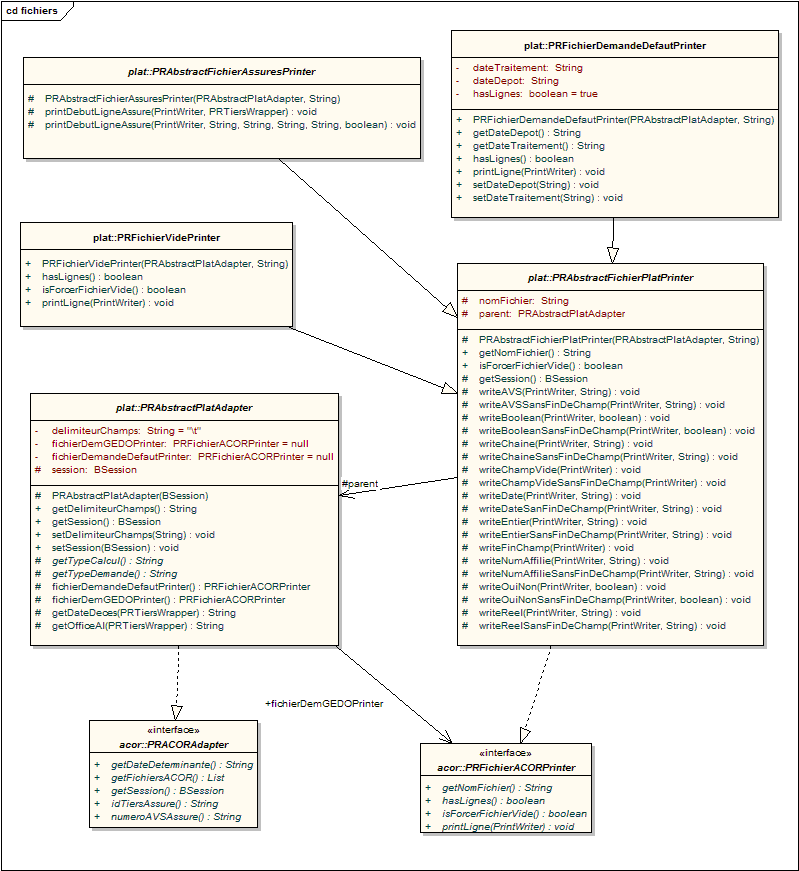 cd fichiers
plat::PRAbstractFichierAssuresPrinter
# PRAbstractFichierAssuresPrinter(PRAbstractPlatAdapter, String)
# printDebutLigneAssure(PrintWriter, PRTiersWrapper) : void
# printDebutLigneAssure(PrintWriter, String, String, String, String, boolean) : void
plat::PRFichierDemandeDefautPrinter
- dateTraitement: String
- dateDepot: String
- hasLignes: boolean = true
+ PRFichierDemandeDefautPrinter(PRAbstractPlatAdapter, String)
+ getDateDepot() : String
+ getDateTraitement() : String
+ hasLignes() : boolean
+ printLigne(PrintWriter) : void
+ setDateDepot(String) : void
+ setDateTraitement(String) : void
plat::PRFichierVidePrinter
+ PRFichierVidePrinter(PRAbstractPlatAdapter, String)
+ hasLignes() : boolean
+ isForcerFichierVide() : boolean
+ printLigne(PrintWriter) : void
plat::PRAbstractFichierPlatPrinter
# nomFichier: String
# parent: PRAbstractPlatAdapter
# PRAbstractFichierPlatPrinter(PRAbstractPlatAdapter, String)
+ getNomFichier() : String
+ isForcerFichierVide() : boolean
# getSession() : BSession
# writeAVS(PrintWriter, String) : void
# writeAVSSansFinDeChamp(PrintWriter, String) : void
# writeBoolean(PrintWriter, boolean) : void
# writeBooleanSansFinDeChamp(PrintWriter, boolean) : void
# writeChaine(PrintWriter, String) : void
# writeChaineSansFinDeChamp(PrintWriter, String) : void
# writeChampVide(PrintWriter) : void
# writeChampVideSansFinDeChamp(PrintWriter) : void
# writeDate(PrintWriter, String) : void
# writeDateSanFinDeChamp(PrintWriter, String) : void
# writeEntier(PrintWriter, String) : void
# writeEntierSansFinDeChamp(PrintWriter, String) : void
# writeFinChamp(PrintWriter) : void
# writeNumAffilie(PrintWriter, String) : void
# writeNumAffilieSansFinDeChamp(PrintWriter, String) : void
# writeOuiNon(PrintWriter, boolean) : void
# writeOuiNonSansFinDeChamp(PrintWriter, boolean) : void
# writeReel(PrintWriter, String) : void
# writeReelSansFinDeChamp(PrintWriter, String) : void
plat::PRAbstractPlatAdapter
- delimiteurChamps: String = "\t"
- fichierDemGEDOPrinter: PRFichierACORPrinter = null
- fichierDemandeDefautPrinter: PRFichierACORPrinter = null
# session: BSession
# PRAbstractPlatAdapter(BSession)
+ getDelimiteurChamps() : String
+ getSession() : BSession
+ setDelimiteurChamps(String) : void
+ setSession(BSession) : void
# getTypeCalcul() : String
# getTypeDemande() : String
# fichierDemandeDefautPrinter() : PRFichierACORPrinter
# fichierDemGEDOPrinter() : PRFichierACORPrinter
# getDateDeces(PRTiersWrapper) : String
# getOfficeAI(PRTiersWrapper) : String
#parent
+fichierDemGEDOPrinter
«interface»
acor::PRACORAdapter
+ getDateDeterminante() : String
+ getFichiersACOR() : List
+ getSession() : BSession
+ idTiersAssure() : String
+ numeroAVSAssure() : String
«interface»
acor::PRFichierACORPrinter
+ getNomFichier() : String
+ hasLignes() : boolean
+ isForcerFichierVide() : boolean
+ printLigne(PrintWriter) : void